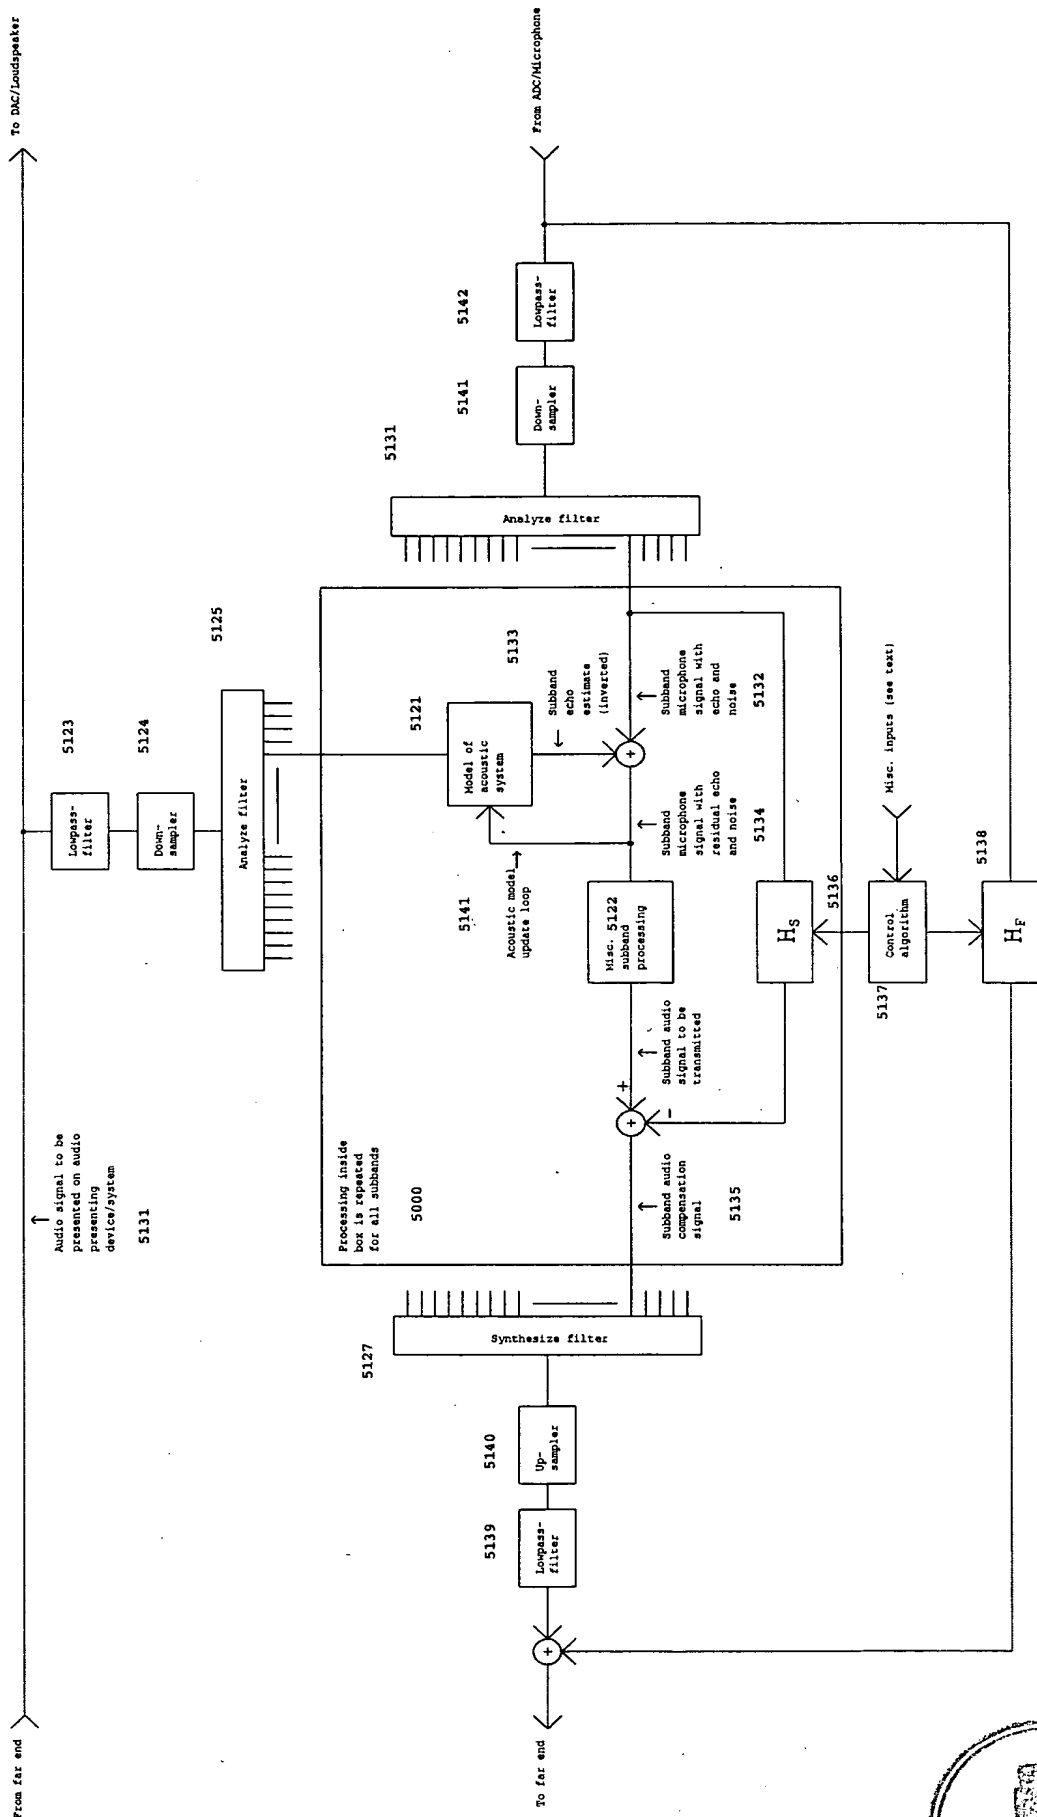 From far end
To DAC/Loudspeaker
Audio signal to be
presented on audio
presenting
device/system
5131
Lowpass-
filter
5123
Down-
sampler
5124
Analyze filter
5125
Processing inside
box is repeated
for all subbands
5000
Model of
acoustic
system
5121
5133
Subband
echo
estimate
(inverted)
Acoustic model
update loop
5141
+
Subband
microphone
signal with
echo and
noise
5132
Subband
microphone
signal with
residual echo
and noise
5134
Misc. 5122
subband
processing
Subband audio
signal to be
transmitted
+
+
-
Subband audio
compensation
signal
5135
HS
5136
Control
algorithm
5137
Misc. inputs (see text)
HF
5138
From ADC/Microphone
Lowpass-
filter
5142
Down-
sampler
5141
Analyze filter
5131
Synthesize filter
5127
Up-
sampler
5140
Lowpass-
filter
5139
+
To far end